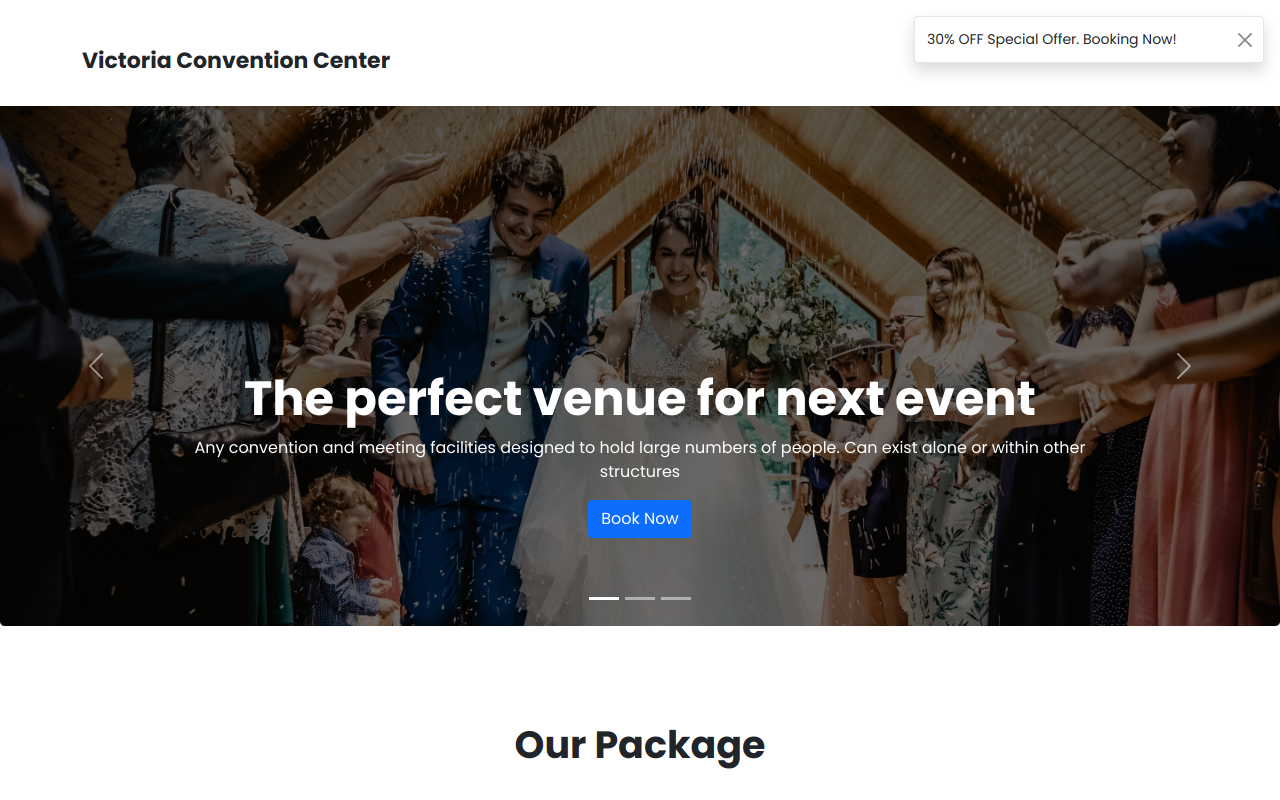 Victoria Convention Center
30% OFF Special Offer. Booking Now!
The perfect venue for next event
Any convention and meeting facilities designed to hold large numbers of people. Can exist alone or within other
structures
Book Now
Our Package